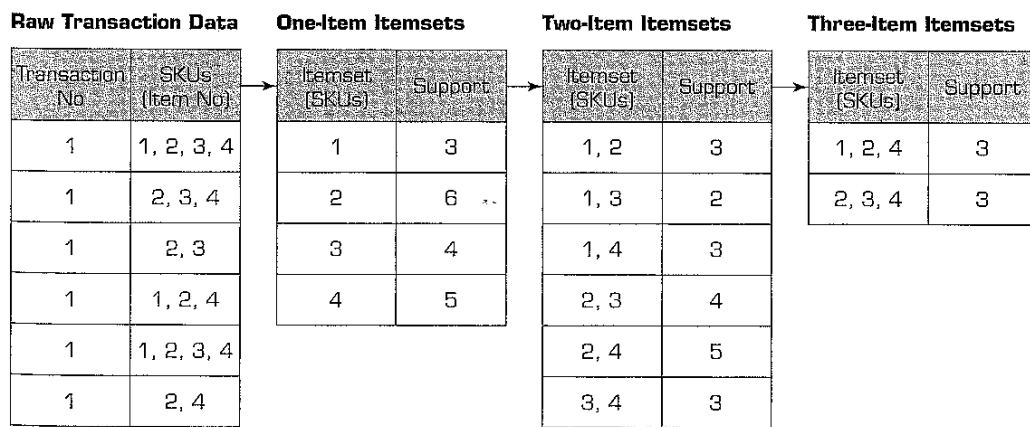 Raw Transaction Data One-Item Itemsets Two-Item Itemsets Three-Item Itemsets
Transaction No SKUs (Item No) Itemset (SKUs) Support Itemset (SKUs) Support Itemset (SKUs) Support
1 1, 2, 3, 4 1 3 1, 2 3 1, 2, 4 3
1 2, 3, 4 2 6 1, 3 2 2, 3, 4 3
1 2, 3 3 4 1, 4 3
1 1, 2, 4 4 5 2, 3 4
1 1, 2, 3, 4 2, 4 5
1 2, 4 3, 4 3